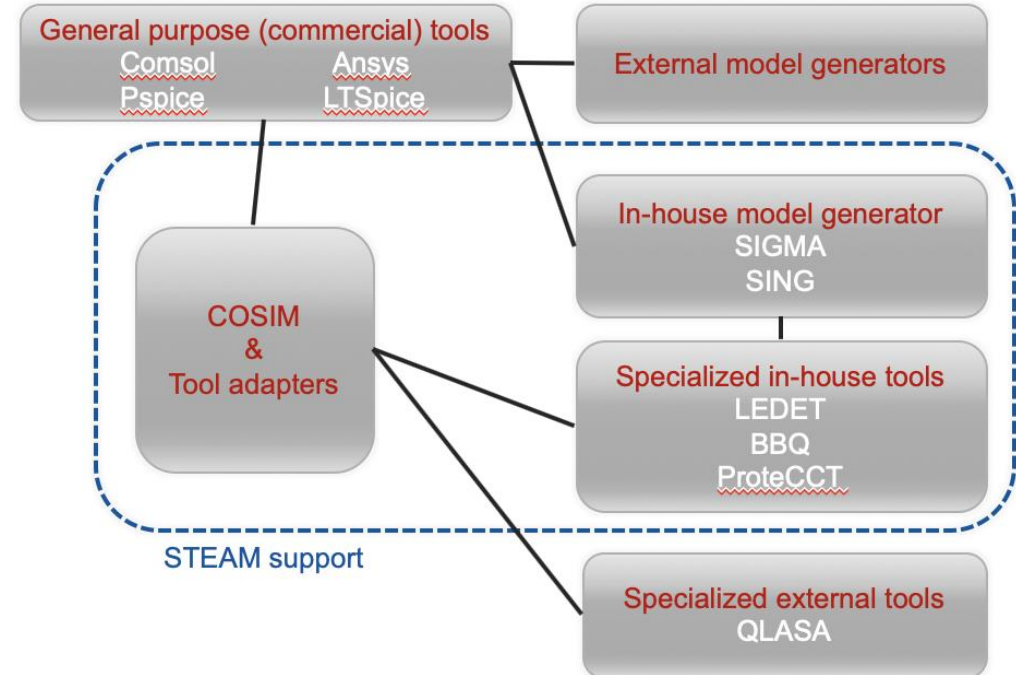 General purpose (commercial) tools
Comsol Ansys
Pspice LTSpice
External model generators
In-house model generator
SIGMA
SING
COSIM
&
Tool adapters
Specialized in-house tools
LEDET
BBQ
ProteCCT
STEAM support
Specialized external tools
QLASA